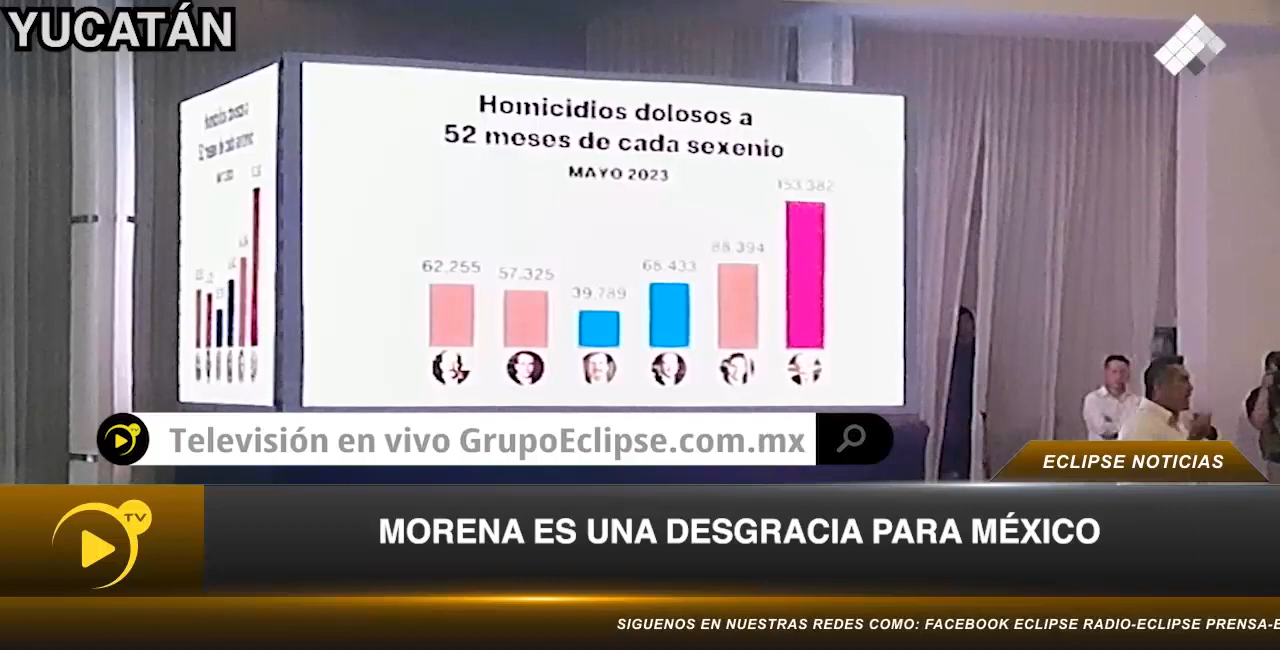 YUCATÁN
Homicidios dolosos a
52 meses de cada sexenio
MAYO 2023
153.382
88.394
68.433
62.255
57.325
39.789
Televisión en vivo GrupoEclipse.com.mx
ECLIPSE NOTICIAS
TV
MORENA ES UNA DESGRACIA PARA MÉXICO
SIGUENOS EN NUESTRAS REDES COMO: FACEBOOK ECLIPSE RADIO-ECLIPSE PRENSA-E